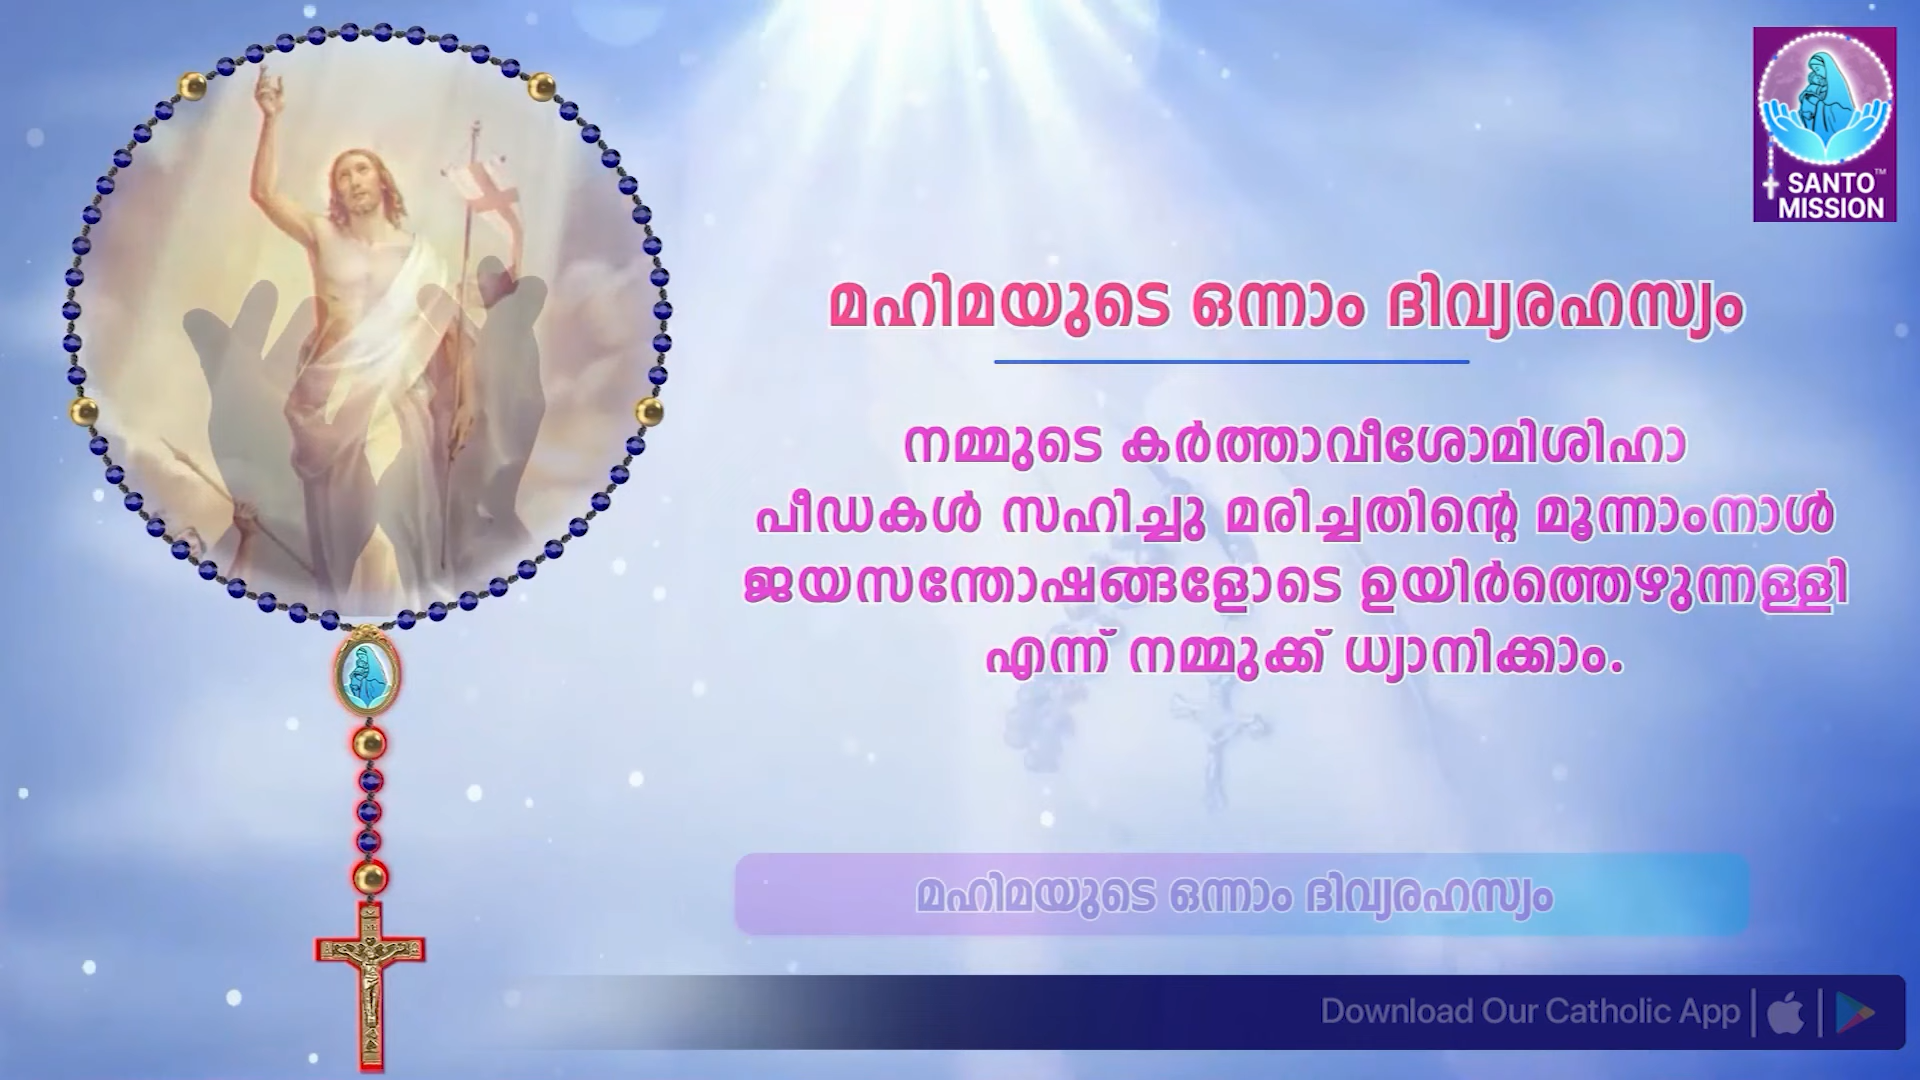 SANTO™
MISSION
മഹിമയുടെ ഒന്നാം ദിവ്യരഹസ്യം
നമ്മുടെ കർത്താവീശോമിശിഹാ
പീഡകൾ സഹിച്ചു മരിച്ചതിന്റെ മൂന്നാംനാൾ
ജയസന്തോഷങ്ങളോടെ ഉയിർത്തെഴുന്നള്ളി
എന്ന് നമ്മുക്ക് ധ്യാനിക്കാം.
മഹിമയുടെ ഒന്നാം ദിവ്യരഹസ്യം
Download Our Catholic App